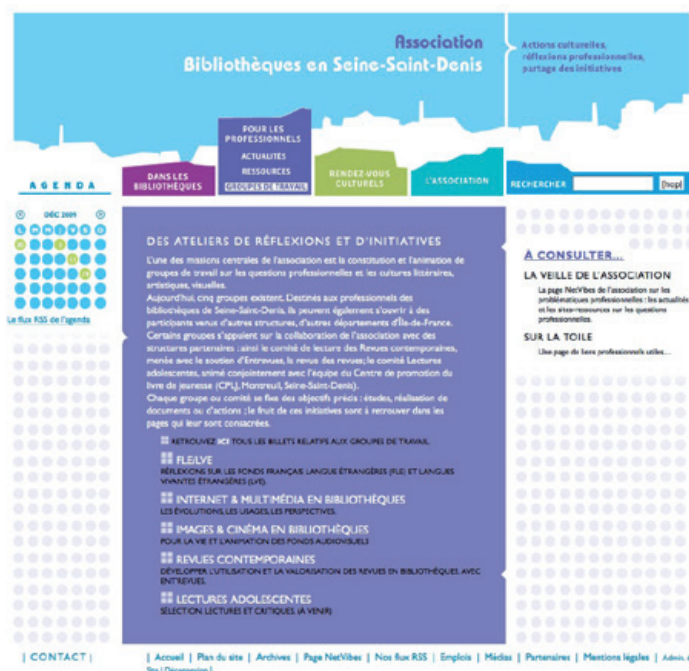 Association
Bibliothèques en Seine-Saint-Denis
Actions culturelles,
réflexions professionnelles,
partage des initiatives
AGENDA
DANS LES
BIBLIOTHÈQUES
POUR LES
PROFESSIONNELS
ACTUALITÉS
RESSOURCES
GROUPES DE TRAVAIL
RENDEZ-VOUS
CULTURELS
L'ASSOCIATION
RECHERCHER
[hop]
DÉC 2009
L M M J V S D
Le flux RSS de l'agenda
DES ATELIERS DE RÉFLEXIONS ET D'INITIATIVES
L'une des missions centrales de l'association est la constitution et l'animation de
groupes de travail sur les questions professionnelles et les cultures littéraires,
artistiques, visuelles.
Aujourd'hui, cinq groupes existent. Destinés aux professionnels des
bibliothèques de Seine-Saint-Denis, ils peuvent également s'ouvrir à des
participants venus d'autres structures, d'autres départements d'Île-de-France.
Certains groupes s'appuient sur la collaboration de l'association avec des
structures partenaires : ainsi le comité de lecture des Revues contemporaines,
menée avec le soutien d'Entrevues, la revue des revues; le comité Lectures
adolescentes, animé conjointement avec l'équipe du Centre de promotion du
livre de jeunesse (CPLJ, Montreuil, Seine-Saint-Denis).
Chaque groupe ou comité se fixe des objectifs précis : études, réalisation de
documents ou d'actions ; le fruit de ces initiatives sont à retrouver dans les
pages qui leur sont consacrées.
RETROUVEZ ICI TOUS LES BILLETS RELATIFS AUX GROUPES DE TRAVAIL.
FLE/LVE
RÉFLEXIONS SUR LES FONDS FRANÇAIS LANGUE ÉTRANGÈRES (FLE) ET LANGUES
VIVANTES ÉTRANGÈRES (LVE).
INTERNET & MULTIMÉDIA EN BIBLIOTHÈQUES
LES ÉVOLUTIONS, LES USAGES, LES PERSPECTIVES.
IMAGES & CINÉMA EN BIBLIOTHÈQUES
POUR LA VIE ET L'ANIMATION DES FONDS AUDIOVISUELS
REVUES CONTEMPORAINES
DÉVELOPPER L'UTILISATION ET LA VALORISATION DES REVUES EN BIBLIOTHÈQUES. AVEC
ENTREVUES.
LECTURES ADOLESCENTES
SÉLECTION, LECTURES ET CRITIQUES. (À VENIR)
À CONSULTER...
LA VEILLE DE L'ASSOCIATION
La page NetVibes de l'association sur les
problématiques professionnelles : les actualités
et les sites-ressources sur les questions
professionnelles.
SUR LA TOILE
Une page de liens professionnels utiles...
| CONTACT |
| Accueil | Plan du site | Archives | Page NetVibes | Nos flux RSS | Emplois | Médias | Partenaires | Mentions légales | Admin.
Site | Déconnexion |